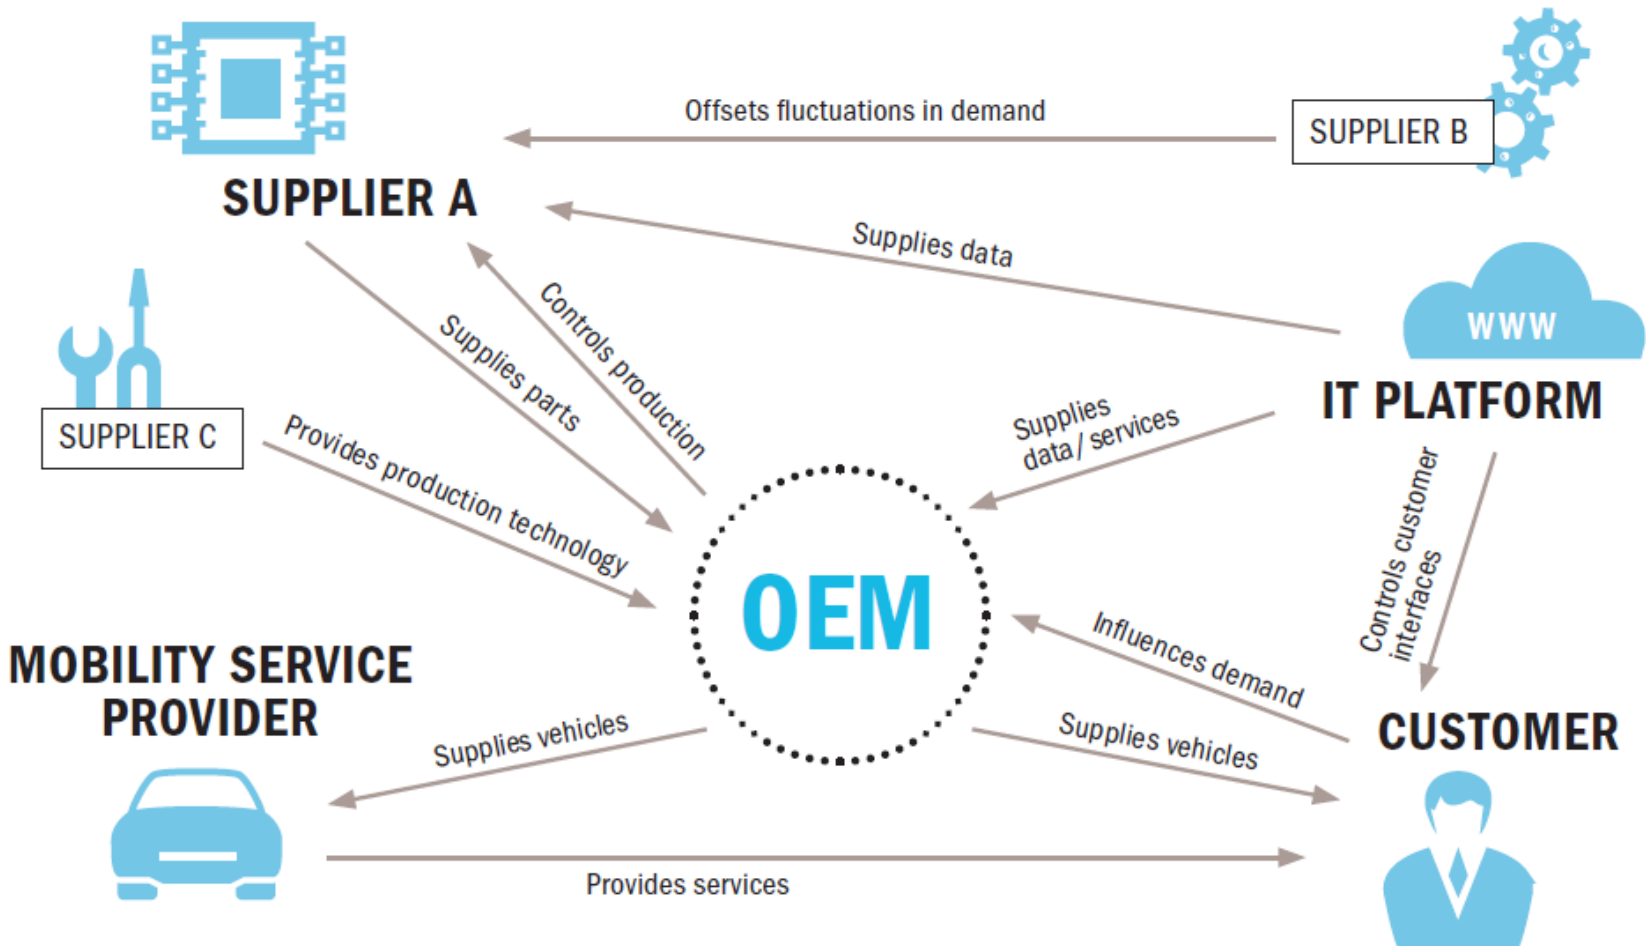 Offsets fluctuations in demand
SUPPLIER B
SUPPLIER A
Supplies data
WWW
IT PLATFORM
Controls production
Supplies parts
SUPPLIER C
Provides production technology
Supplies
data / services
Controls customer
interfaces
OEM
Influences demand
MOBILITY SERVICE
PROVIDER
Supplies vehicles
Supplies vehicles
CUSTOMER
Provides services